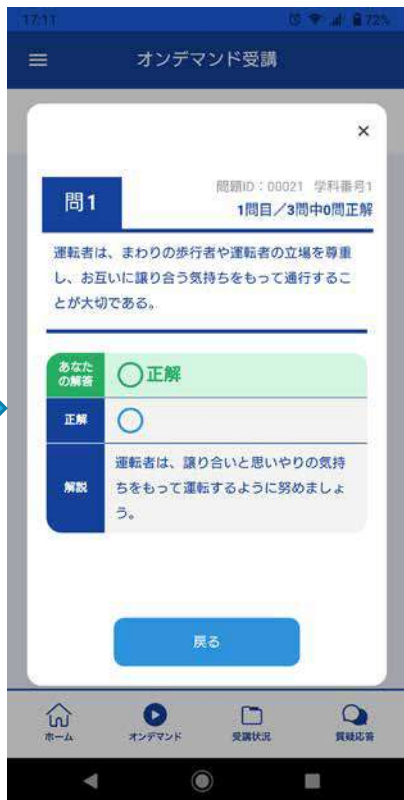 17:11
72%
オンデマンド受講
×
問1
問題ID:00021 学科番号1
1問目/3問中0問正解
運転者は、まわりの歩行者や運転者の立場を尊重
し、お互いに譲り合う気持ちをもって通行するこ
とが大切である。
あなた
の解答
○正解
正解
○
解説
運転者は、譲り合いと思いやりの気持
ちをもって運転するように努めましょ
う。
戻る
ホーム
オンデマンド
受講状況
質疑応答